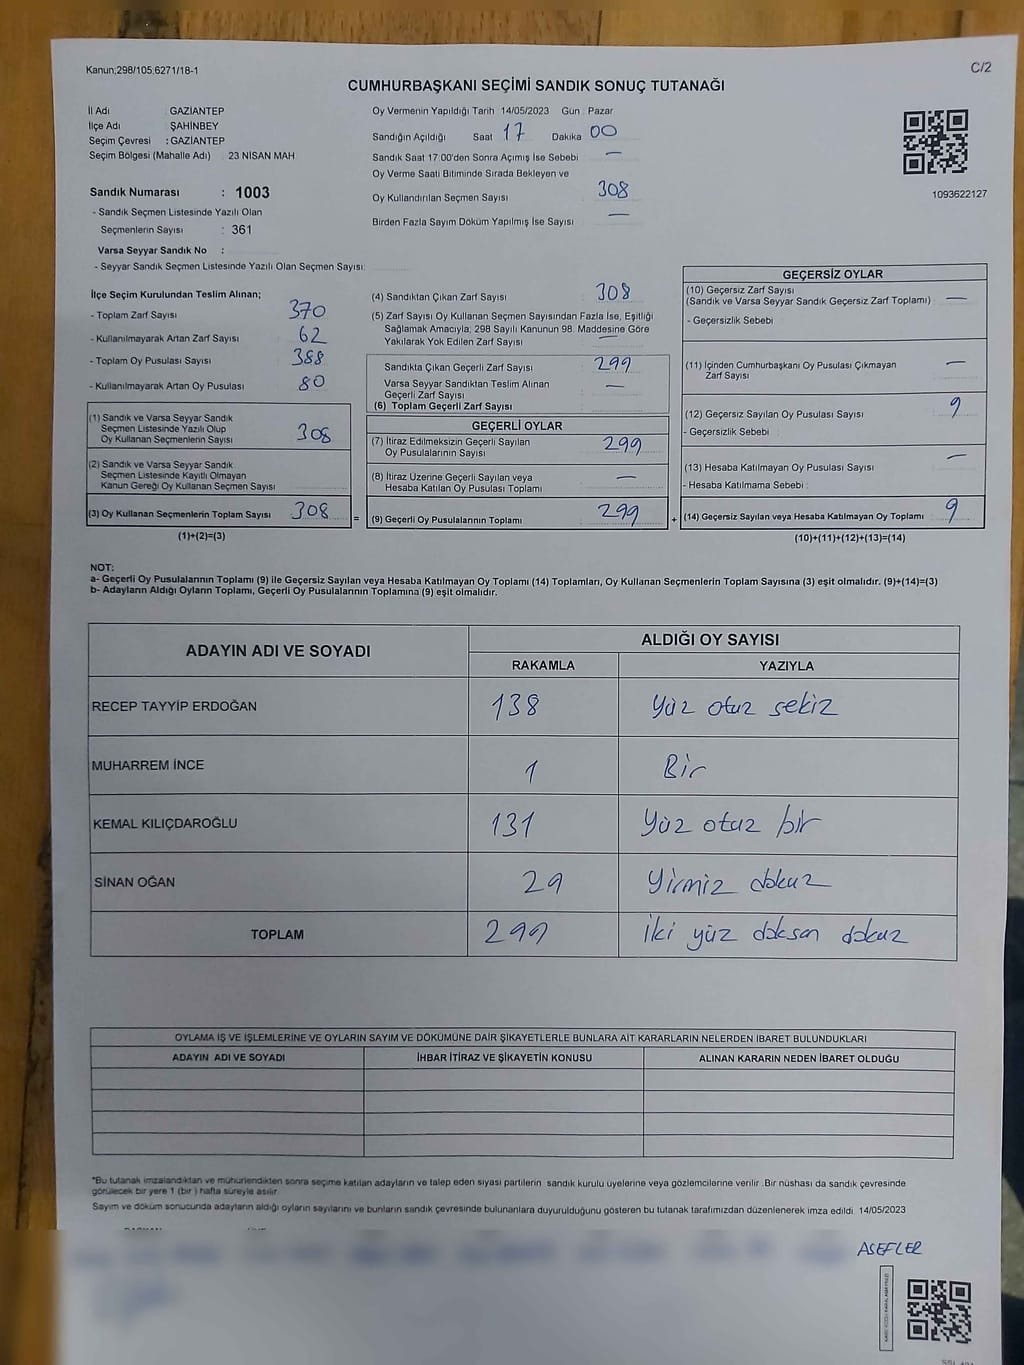 Kanun;298/105,6271/18-1
C/2
CUMHURBAŞKANI SEÇİMİ SANDIK SONUÇ TUTANAĞI
İl Adı : GAZİANTEP
İlçe Adı : ŞAHİNBEY
Seçim Çevresi : GAZİANTEP
Seçim Bölgesi (Mahalle Adı) 23 NİSAN MAH
Sandık Numarası : 1003
- Sandık Seçmen Listesinde Yazılı Olan
Seçmenlerin Sayısı : 361
Varsa Seyyar Sandık No :
- Seyyar Sandık Seçmen Listesinde Yazılı Olan Seçmen Sayısı:
Oy Vermenin Yapıldığı Tarih 14/05/2023 Gün : Pazar
Sandığın Açıldığı Saat 17 Dakika 00
Sandık Saat 17:00'den Sonra Açımış İse Sebebi —
Oy Verme Saati Bitiminde Sırada Bekleyen ve
Oy Kullandırılan Seçmen Sayısı 308
Birden Fazla Sayım Döküm Yapılmış İse Sayısı —
1093622127
İlçe Seçim Kurulundan Teslim Alınan;
- Toplam Zarf Sayısı 370
- Kullanılmayarak Artan Zarf Sayısı 62
- Toplam Oy Pusulası Sayısı 388
- Kullanılmayarak Artan Oy Pusulası 80
(1) Sandık ve Varsa Seyyar Sandık
Seçmen Listesinde Yazılı Olup
Oy Kullanan Seçmenlerin Sayısı 308
(2) Sandık ve Varsa Seyyar Sandık
Seçmen Listesinde Kayıtlı Olmayan
Kanun Gereği Oy Kullanan Seçmen Sayısı
(3) Oy Kullanan Seçmenlerin Toplam Sayısı 308
(1)+(2)=(3)
(4) Sandıktan Çıkan Zarf Sayısı 308
(5) Zarf Sayısı Oy Kullanan Seçmen Sayısından Fazla İse, Eşitliği
Sağlamak Amacıyla; 298 Sayılı Kanunun 98. Maddesine Göre
Yakılarak Yok Edilen Zarf Sayısı —
Sandıkta Çıkan Geçerli Zarf Sayısı 299
Varsa Seyyar Sandıktan Teslim Alınan
Geçerli Zarf Sayısı —
(6) Toplam Geçerli Zarf Sayısı
GEÇERLİ OYLAR
(7) İtiraz Edilmeksizin Geçerli Sayılan
Oy Pusulalarının Sayısı 299
(8) İtiraz Üzerine Geçerli Sayılan veya
Hesaba Katılan Oy Pusulası Toplamı —
= (9) Geçerli Oy Pusulalarının Toplamı 299
GEÇERSİZ OYLAR
(10) Geçersiz Zarf Sayısı
(Sandık ve Varsa Seyyar Sandık Geçersiz Zarf Toplamı) —
- Geçersizlik Sebebi
(11) İçinden Cumhurbaşkanı Oy Pusulası Çıkmayan
Zarf Sayısı —
(12) Geçersiz Sayılan Oy Pusulası Sayısı 9
- Geçersizlik Sebebi :
(13) Hesaba Katılmayan Oy Pusulası Sayısı —
- Hesaba Katılmama Sebebi :
+ (14) Geçersiz Sayılan veya Hesaba Katılmayan Oy Toplamı 9
(10)+(11)+(12)+(13)=(14)
NOT:
a- Geçerli Oy Pusulalarının Toplamı (9) ile Geçersiz Sayılan veya Hesaba Katılmayan Oy Toplamı (14) Toplamları, Oy Kullanan Seçmenlerin Toplam Sayısına (3) eşit olmalıdır. (9)+(14)=(3)
b- Adayların Aldığı Oyların Toplamı, Geçerli Oy Pusulalarının Toplamına (9) eşit olmalıdır.
ADAYIN ADI VE SOYADI ALDIĞI OY SAYISI
RAKAMLA YAZIYLA
RECEP TAYYİP ERDOĞAN 138 Yüz otuz sekiz
MUHARREM İNCE 1 Bir
KEMAL KILIÇDAROĞLU 131 Yüz otuz bir
SİNAN OĞAN 29 Yirmiz dokuz
TOPLAM 299 iki yüz doksan dokuz
OYLAMA İŞ VE İŞLEMLERİNE VE OYLARIN SAYIM VE DÖKÜMÜNE DAİR ŞİKAYETLERLE BUNLARA AİT KARARLARIN NELERDEN İBARET BULUNDUKLARI
ADAYIN ADI VE SOYADI İHBAR İTİRAZ VE ŞİKAYETİN KONUSU ALINAN KARARIN NEDEN İBARET OLDUĞU
*Bu tutanak imzalandıktan ve mühürlendikten sonra seçime katılan adayların ve talep eden siyasi partilerin sandık kurulu üyelerine veya gözlemcilerine verilir. Bir nüshası da sandık çevresinde
görülecek bir yere 1 (bir) hafta süreyle asılır.
Sayım ve döküm sonucunda adayların aldığı oyların sayılarını ve bunların sandık çevresinde bulunanlara duyurulduğunu gösteren bu tutanak tarafımızdan düzenlenerek imza edildi. 14/05/2023
ASEFLER